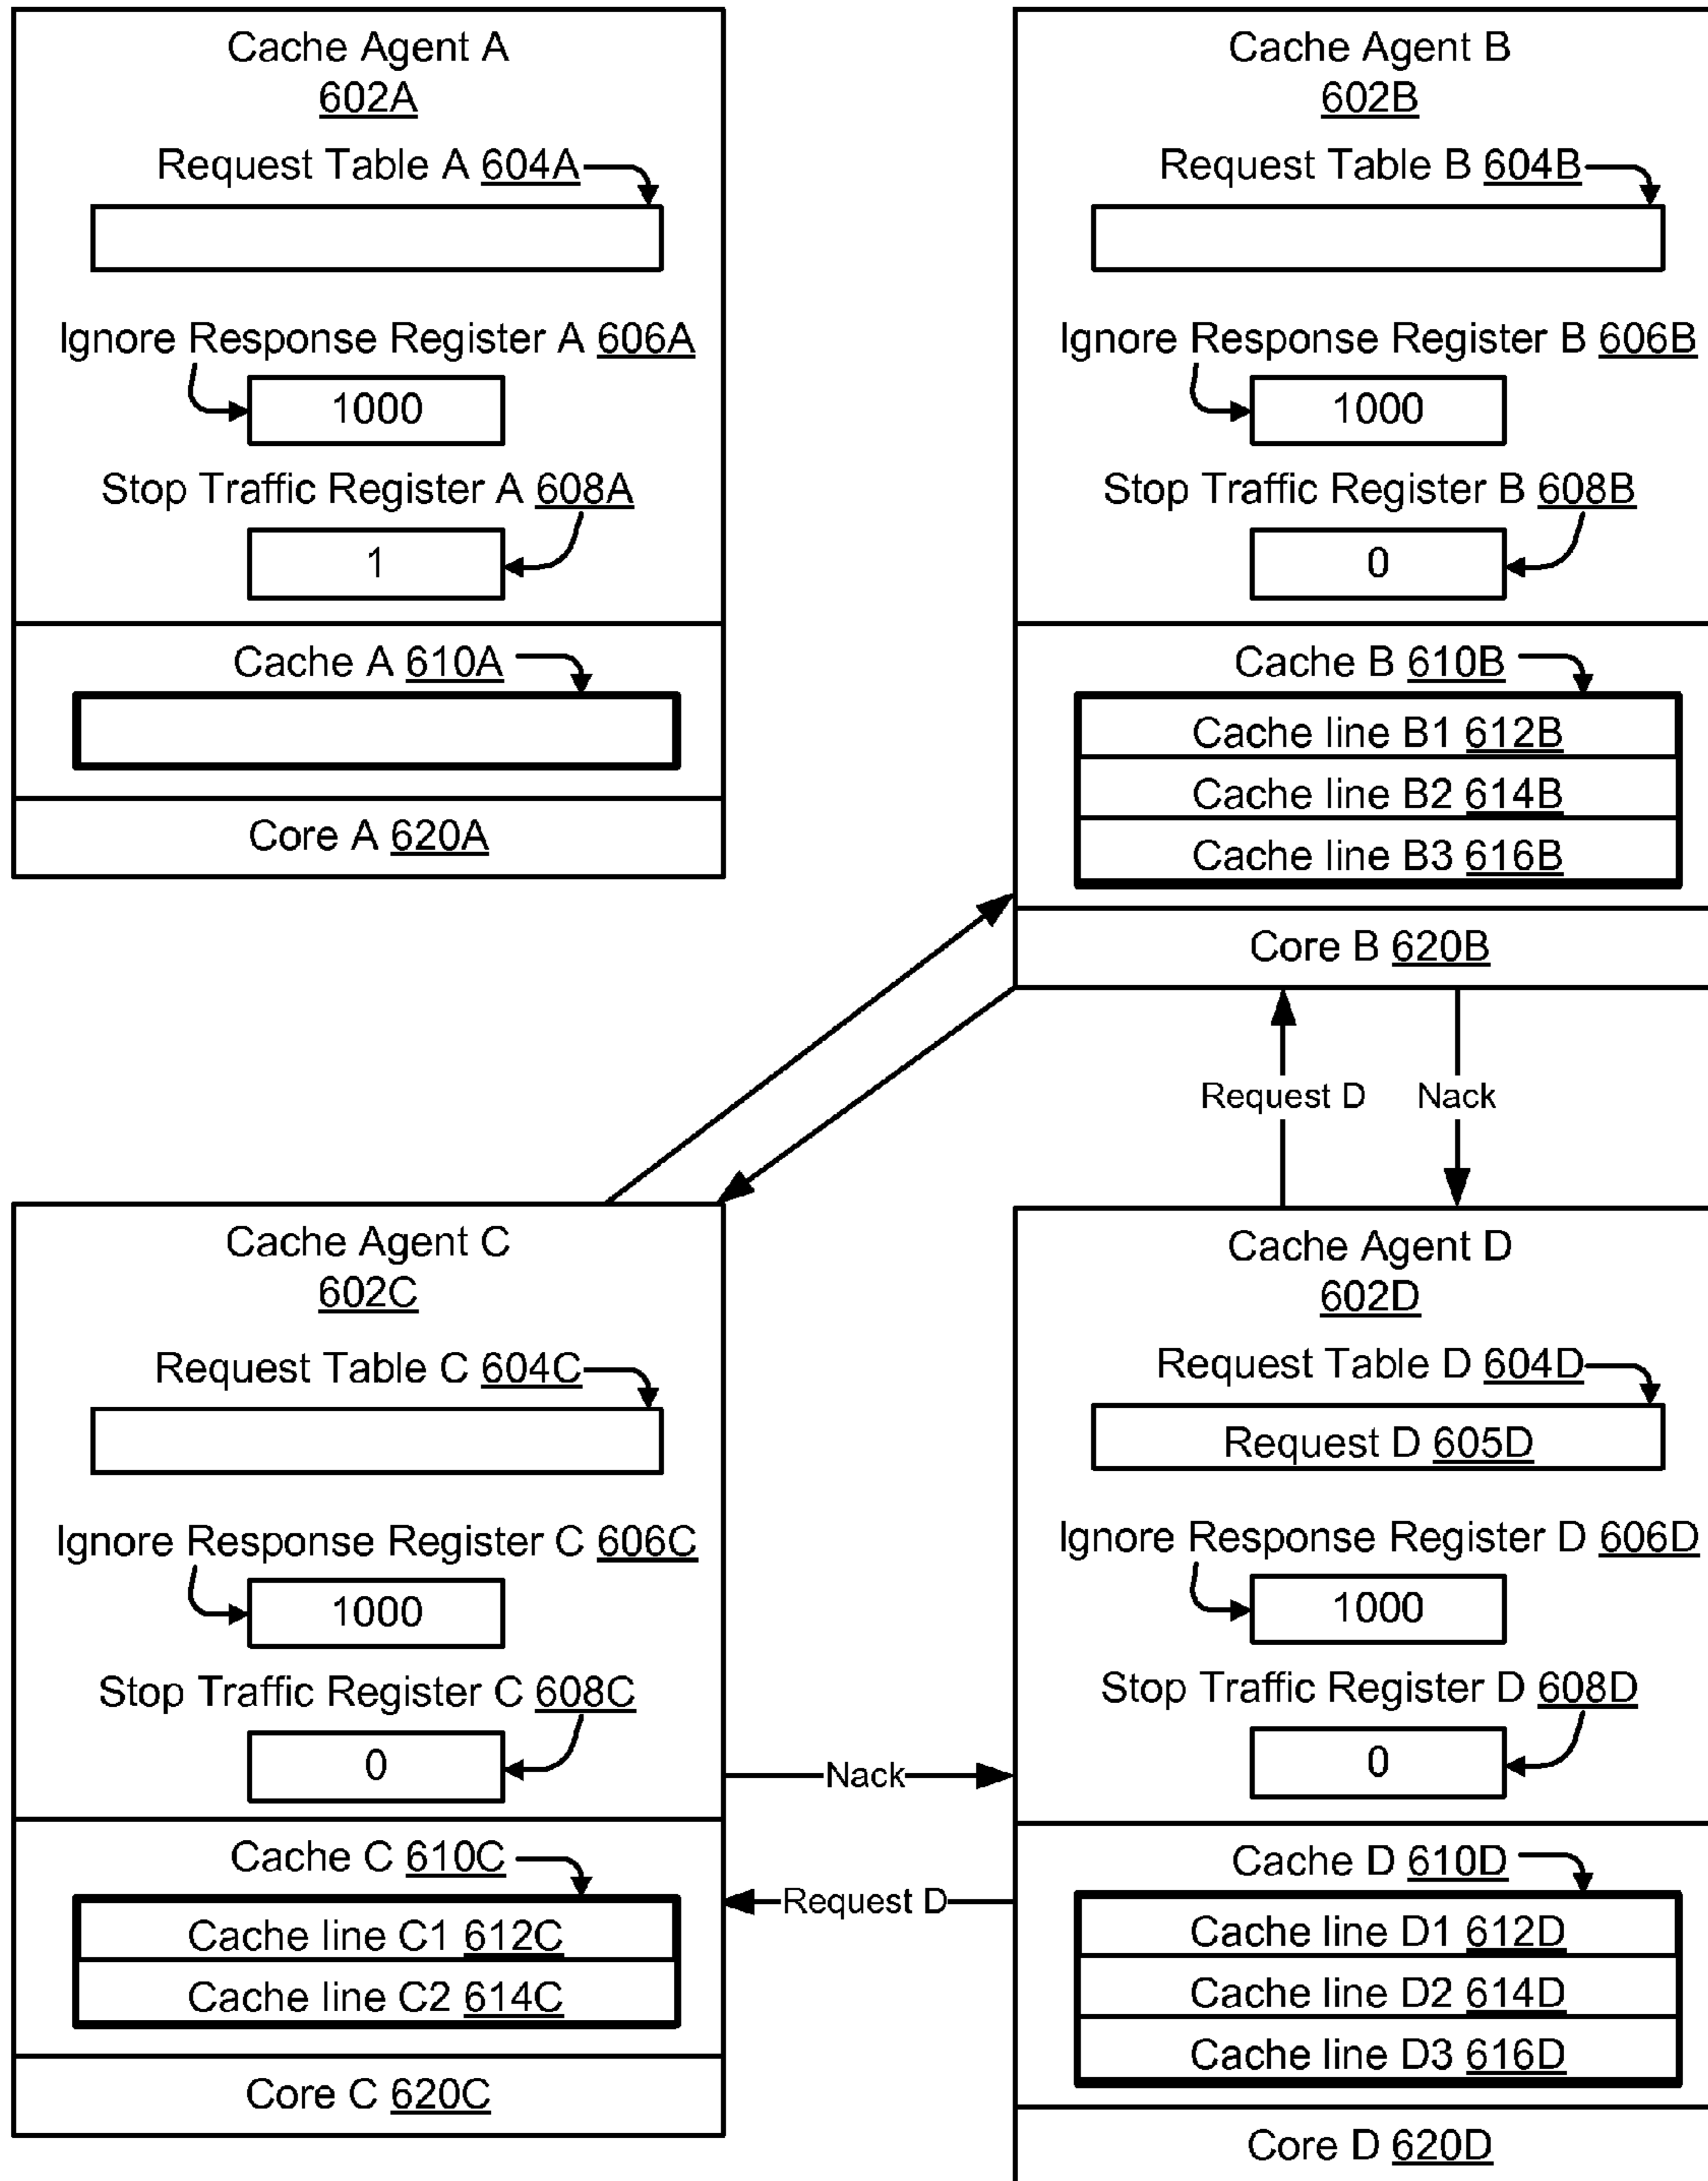 Cache Agent A
602A
Request Table A 604A
Ignore Response Register A 606A
1000
Stop Traffic Register A 608A
1
Cache A 610A
Core A 620A
Cache Agent B
602B
Request Table B 604B
Ignore Response Register B 606B
1000
Stop Traffic Register B 608B
0
Cache B 610B
Cache line B1 612B
Cache line B2 614B
Cache line B3 616B
Core B 620B
Request D
Nack
Cache Agent C
602C
Request Table C 604C
Ignore Response Register C 606C
1000
Stop Traffic Register C 608C
0
Cache C 610C
Cache line C1 612C
Cache line C2 614C
Core C 620C
Nack
Request D
Cache Agent D
602D
Request Table D 604D
Request D 605D
Ignore Response Register D 606D
1000
Stop Traffic Register D 608D
0
Cache D 610D
Cache line D1 612D
Cache line D2 614D
Cache line D3 616D
Core D 620D